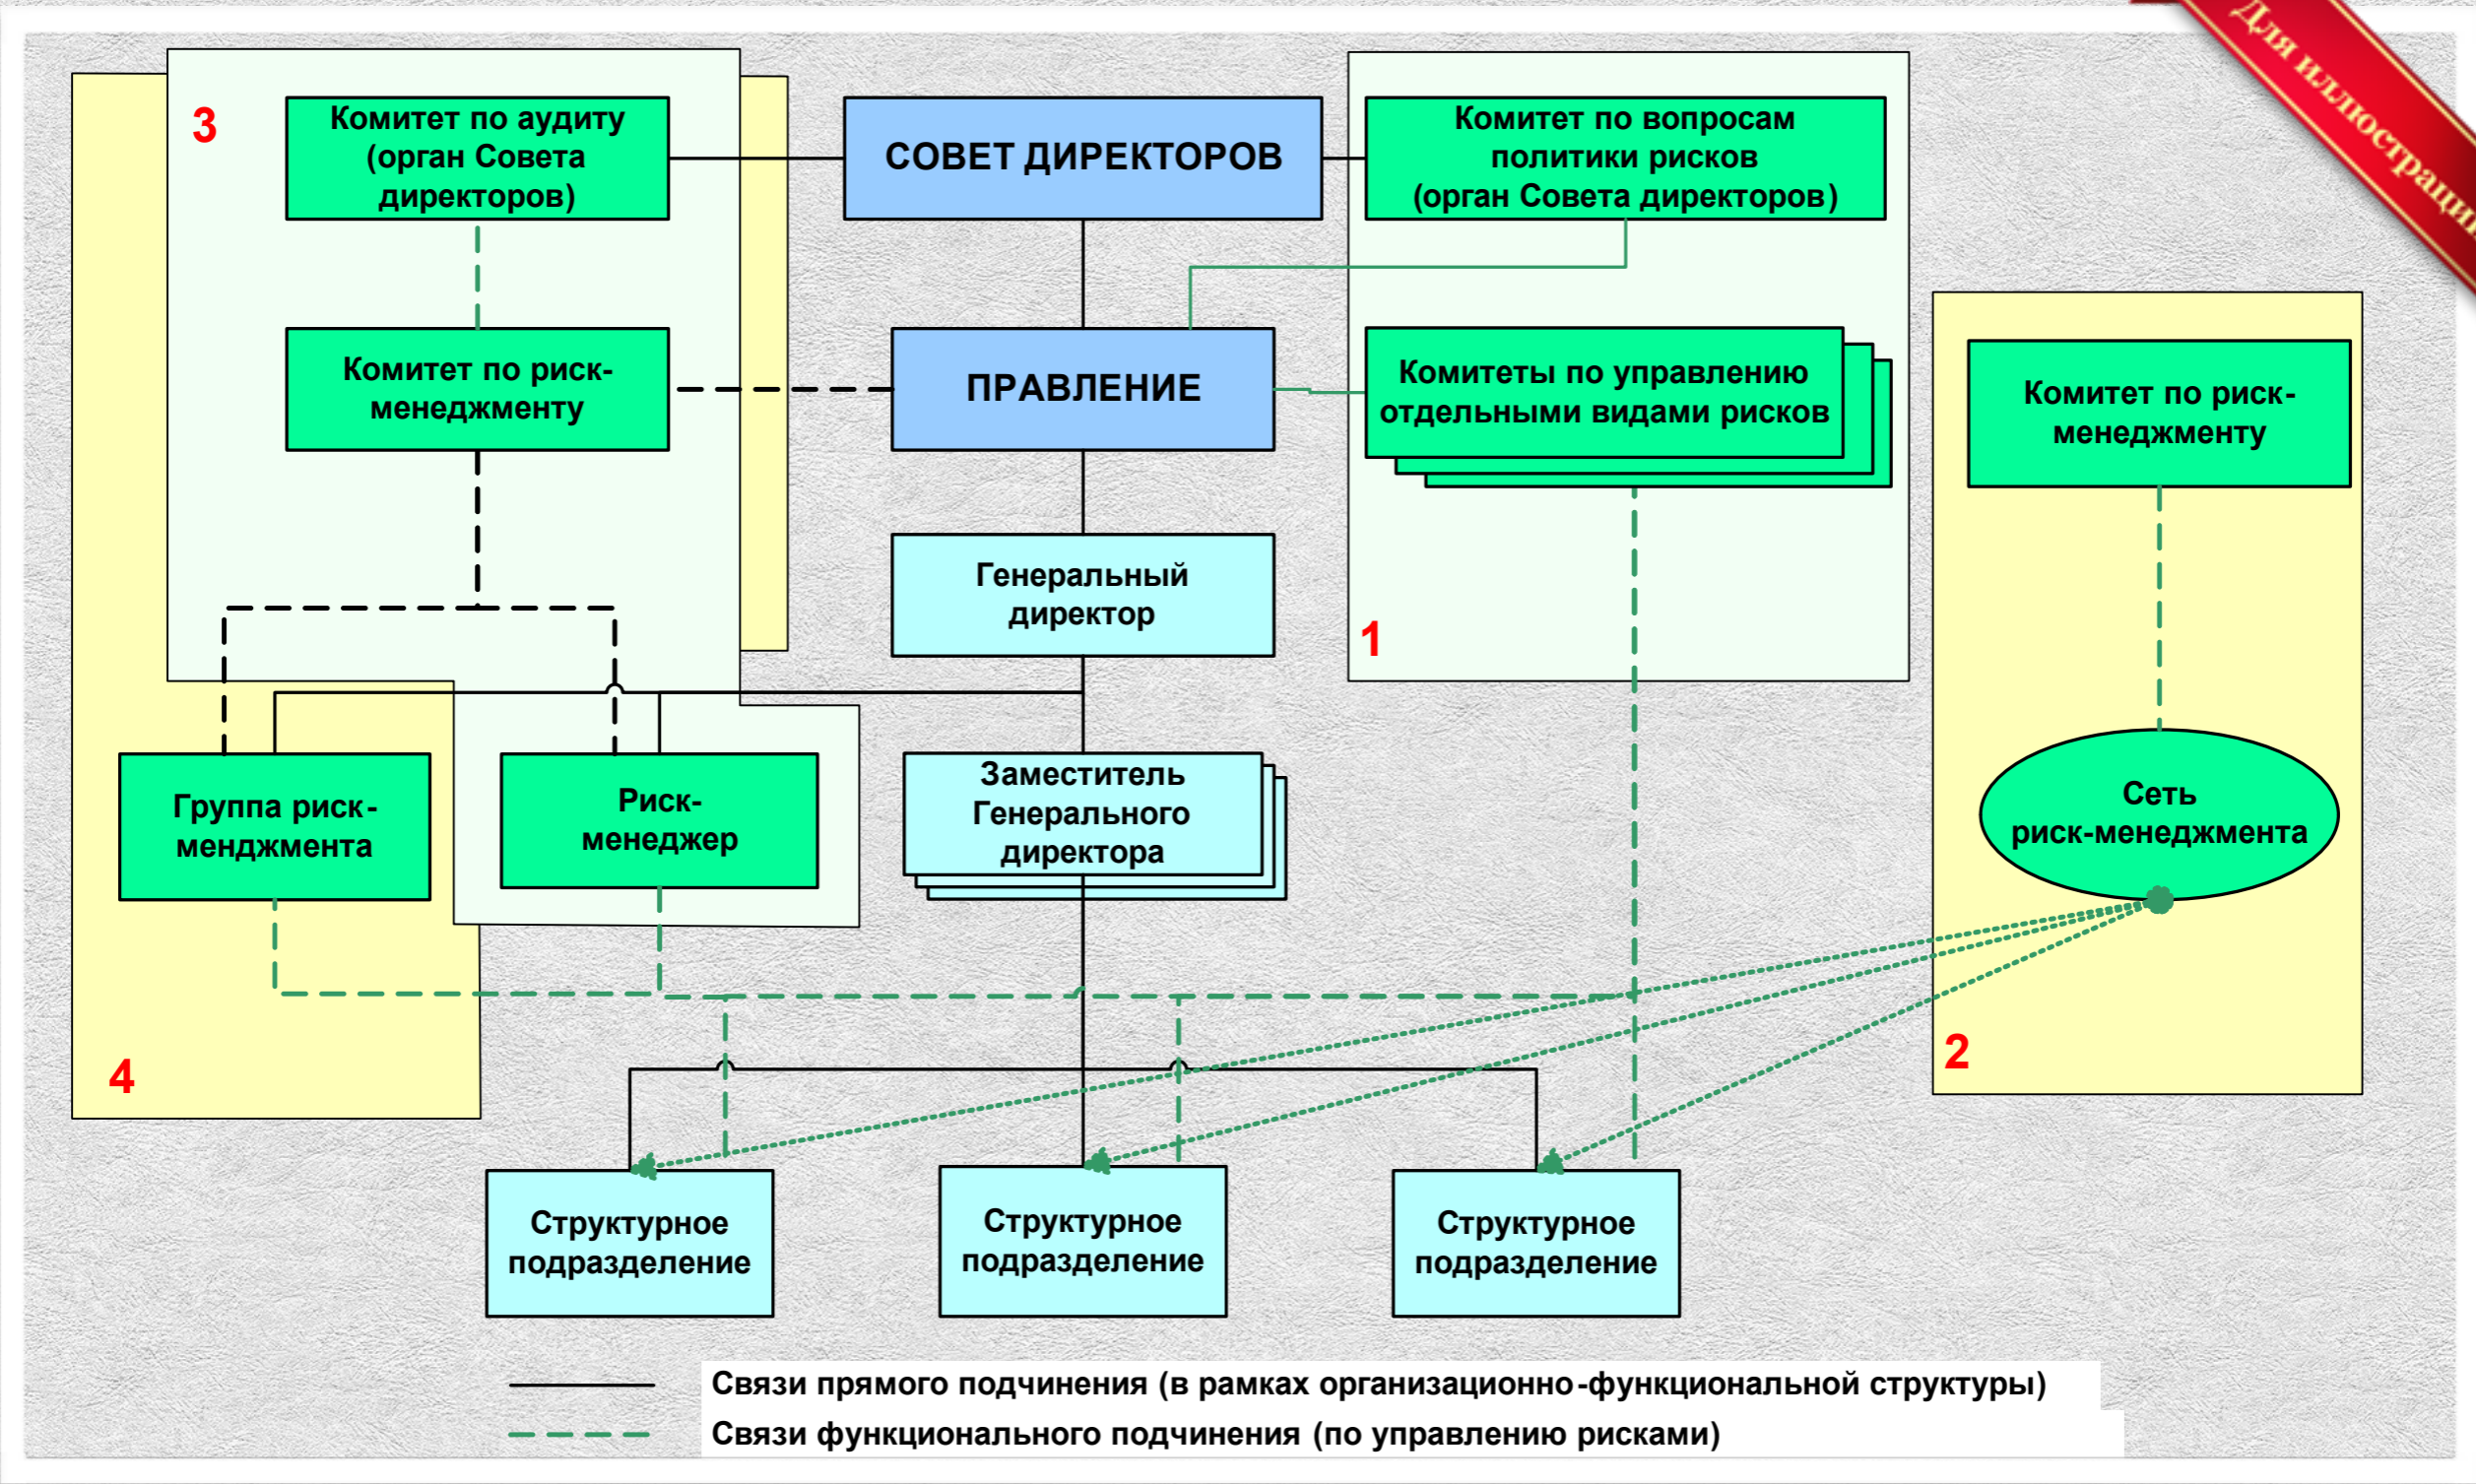 Для иллюстрации
3
Комитет по аудиту
(орган Совета
директоров)
СОВЕТ ДИРЕКТОРОВ
Комитет по вопросам
политики рисков
(орган Совета директоров)
Комитет по риск-
менеджменту
ПРАВЛЕНИЕ
Комитеты по управлению
отдельными видами рисков
Комитет по риск-
менеджменту
Генеральный
директор
1
Группа риск-
менджмента
Риск-
менеджер
Заместитель
Генерального
директора
Сеть
риск-менеджмента
4
2
Структурное
подразделение
Структурное
подразделение
Структурное
подразделение
Связи прямого подчинения (в рамках организационно-функциональной структуры)
Связи функционального подчинения (по управлению рисками)